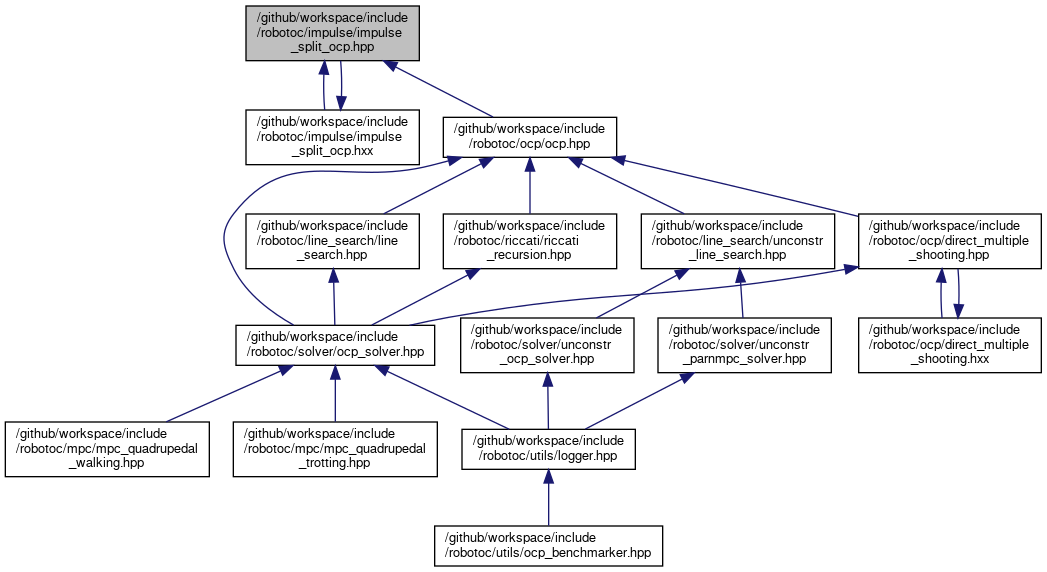 /github/workspace/include
/robotoc/impulse/impulse
_split_ocp.hpp
/github/workspace/include
/robotoc/impulse/impulse
_split_ocp.hxx
/github/workspace/include
/robotoc/ocp/ocp.hpp
/github/workspace/include
/robotoc/line_search/line
_search.hpp
/github/workspace/include
/robotoc/riccati/riccati
_recursion.hpp
/github/workspace/include
/robotoc/line_search/unconstr
_line_search.hpp
/github/workspace/include
/robotoc/ocp/direct_multiple
_shooting.hpp
/github/workspace/include
/robotoc/solver/ocp_solver.hpp
/github/workspace/include
/robotoc/solver/unconstr
_ocp_solver.hpp
/github/workspace/include
/robotoc/solver/unconstr
_parnmpc_solver.hpp
/github/workspace/include
/robotoc/ocp/direct_multiple
_shooting.hxx
/github/workspace/include
/robotoc/mpc/mpc_quadrupedal
_walking.hpp
/github/workspace/include
/robotoc/mpc/mpc_quadrupedal
_trotting.hpp
/github/workspace/include
/robotoc/utils/logger.hpp
/github/workspace/include
/robotoc/utils/ocp_benchmarker.hpp